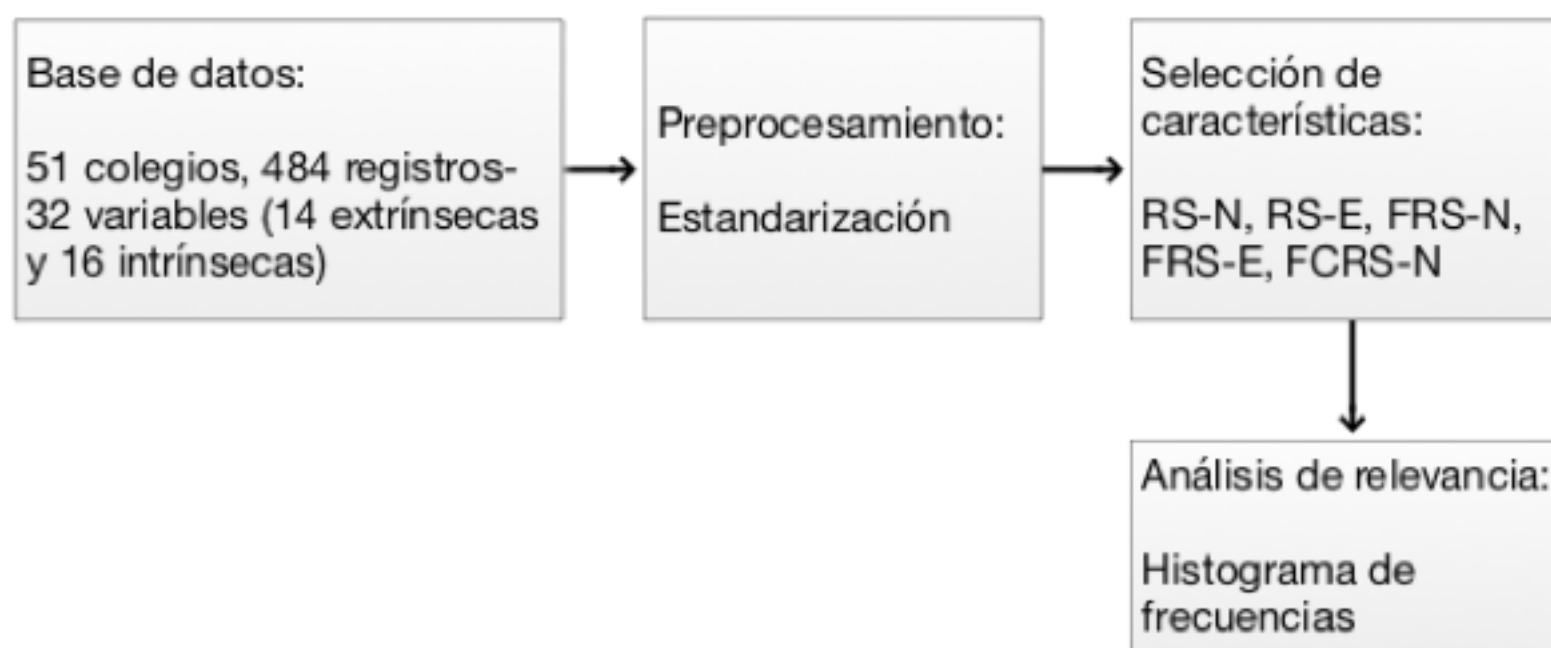 Base de datos:
51 colegios, 484 registros-
32 variables (14 extrínsecas
y 16 intrínsecas)
Preprocesamiento:
Estandarización
Selección de
características:
RS-N, RS-E, FRS-N,
FRS-E, FCRS-N
Análisis de relevancia:
Histograma de
frecuencias